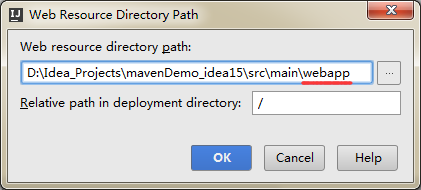 Web Resource Directory Path
Web resource directory path:
D:\Idea_Projects\mavenDemo_idea15\src\main\webapp
...
Relative path in deployment directory: /
OK Cancel Help